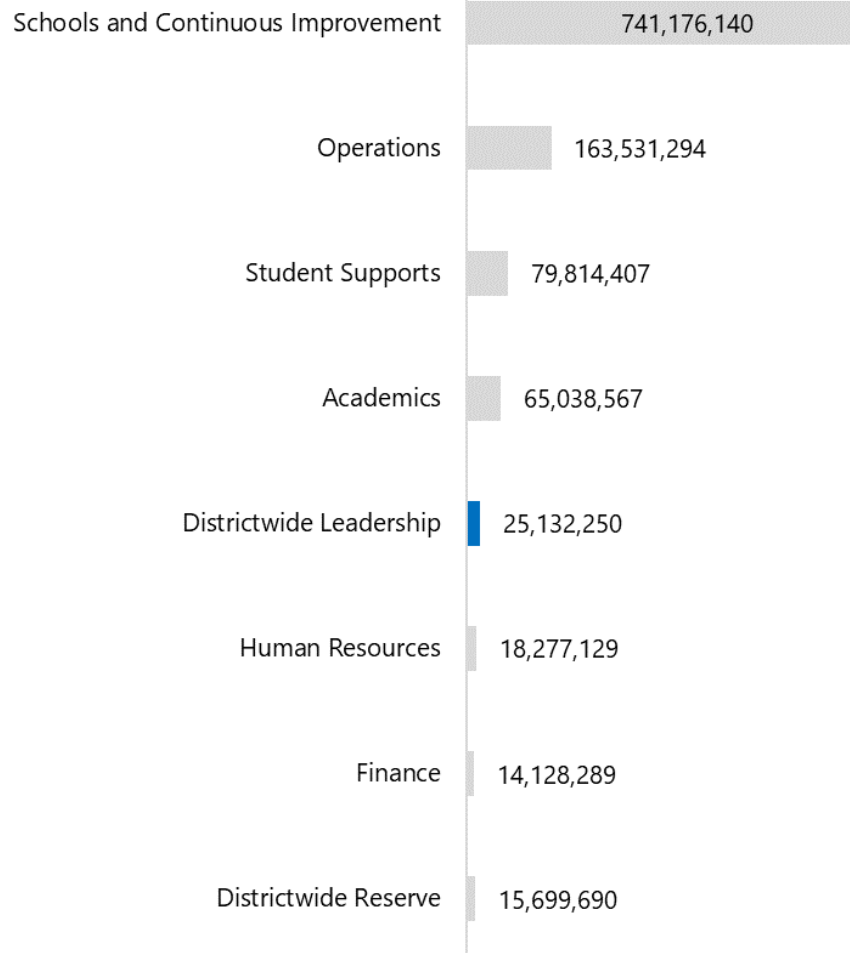 Schools and Continuous Improvement 741,176,140
Operations 163,531,294
Student Supports 79,814,407
Academics 65,038,567
Districtwide Leadership 25,132,250
Human Resources 18,277,129
Finance 14,128,289
Districtwide Reserve 15,699,690